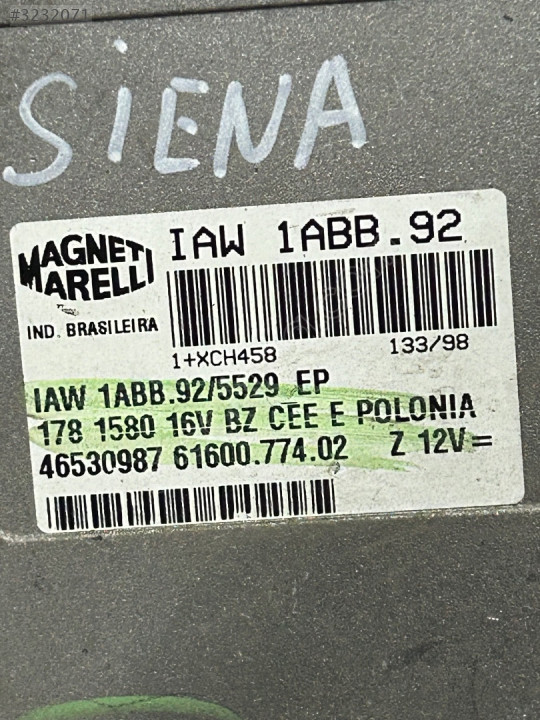 #3232071
SiENA
MAGNETI MARELLI
IAW 1ABB.92
IND. BRASILEIRA
1+XCH458 133/98
IAW 1ABB.92/5529 EP
178 1580 16V BZ CEE E POLONIA
46530987 61600.774.02 Z 12V=